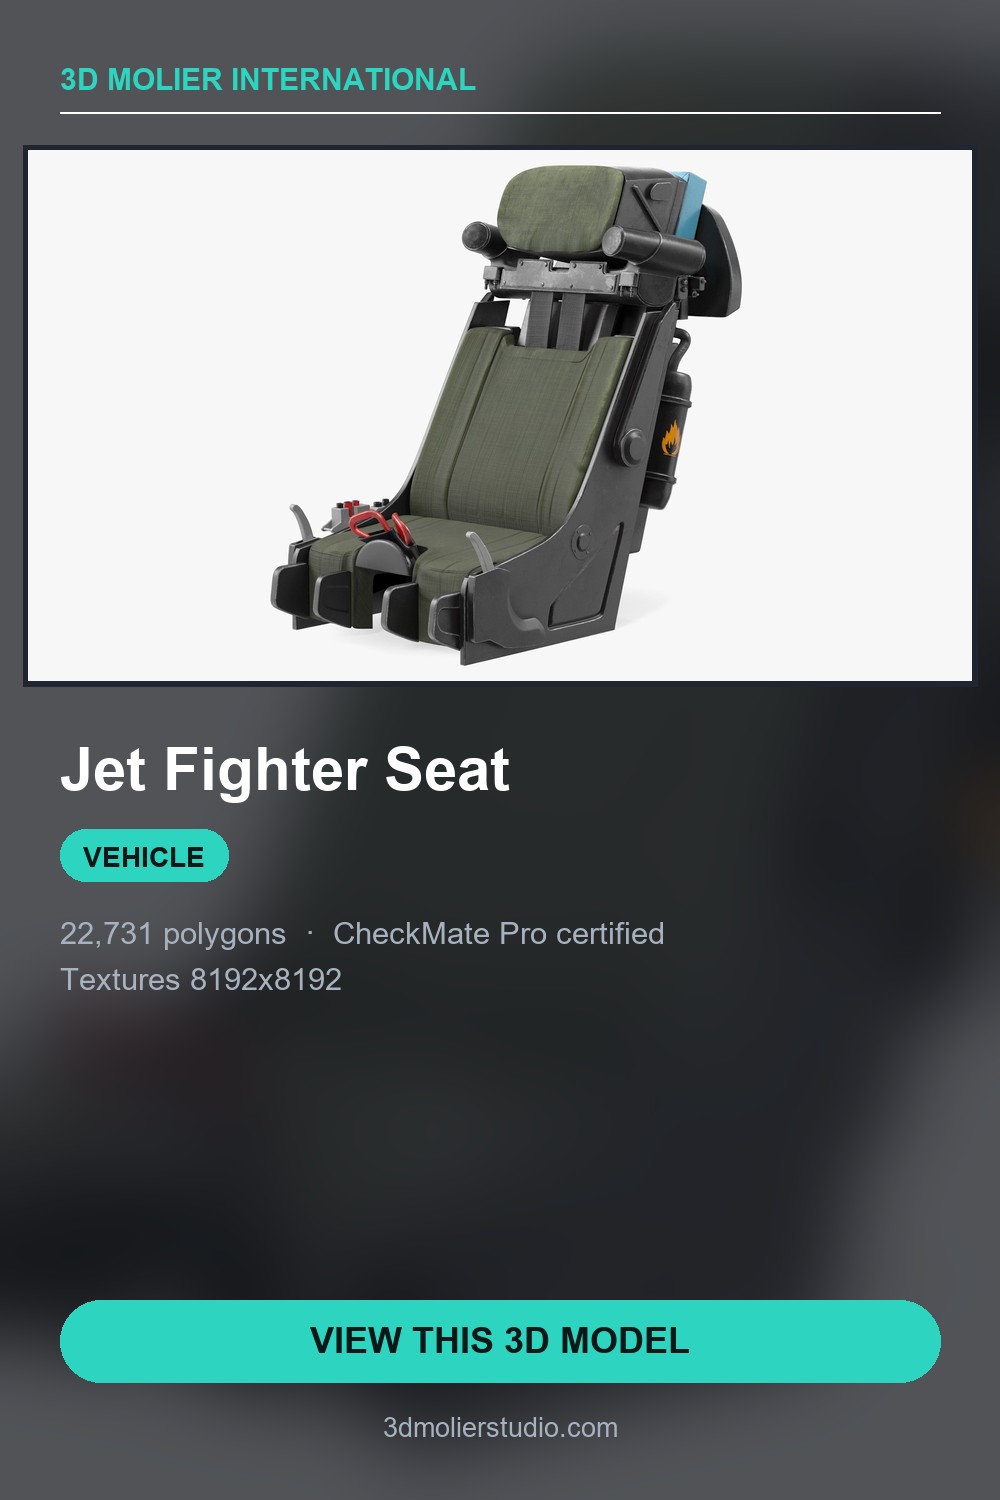 3D MOLIER INTERNATIONAL
Jet Fighter Seat
VEHICLE
22,731 polygons · CheckMate Pro certified
Textures 8192x8192
VIEW THIS 3D MODEL
3dmolierstudio.com